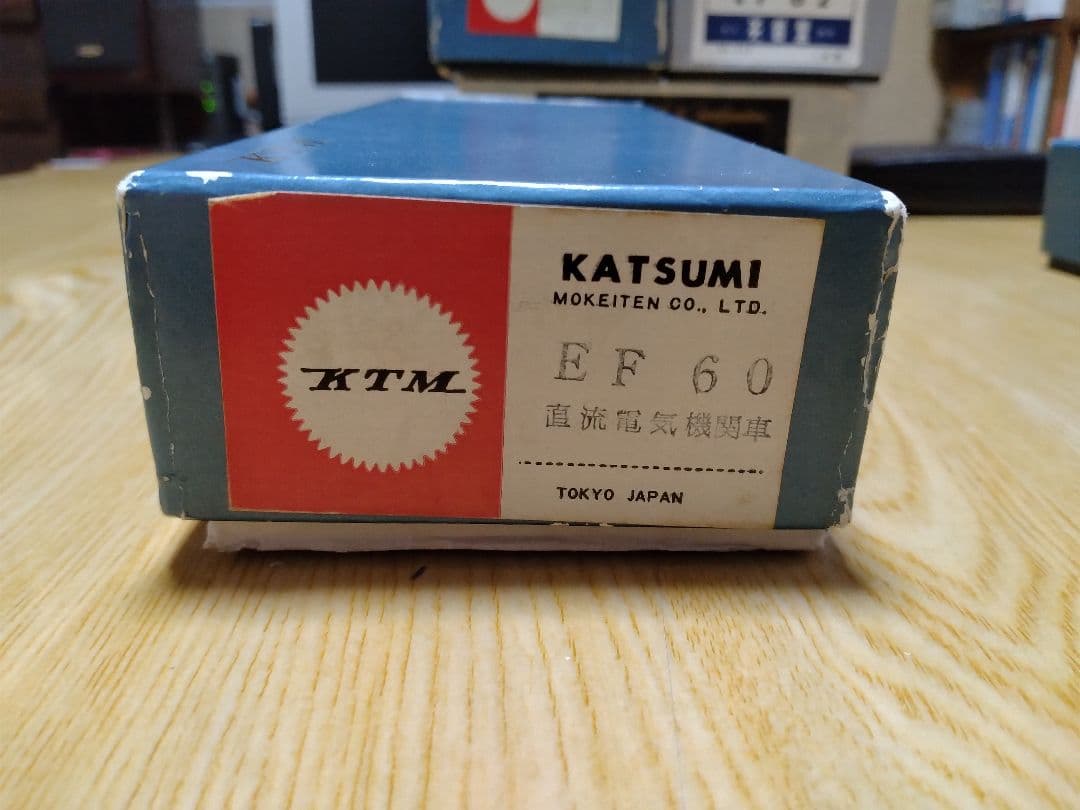 KTM
KATSUMI
MOKEITEN CO., LTD.
EF 60
直流電気機関車
TOKYO JAPAN